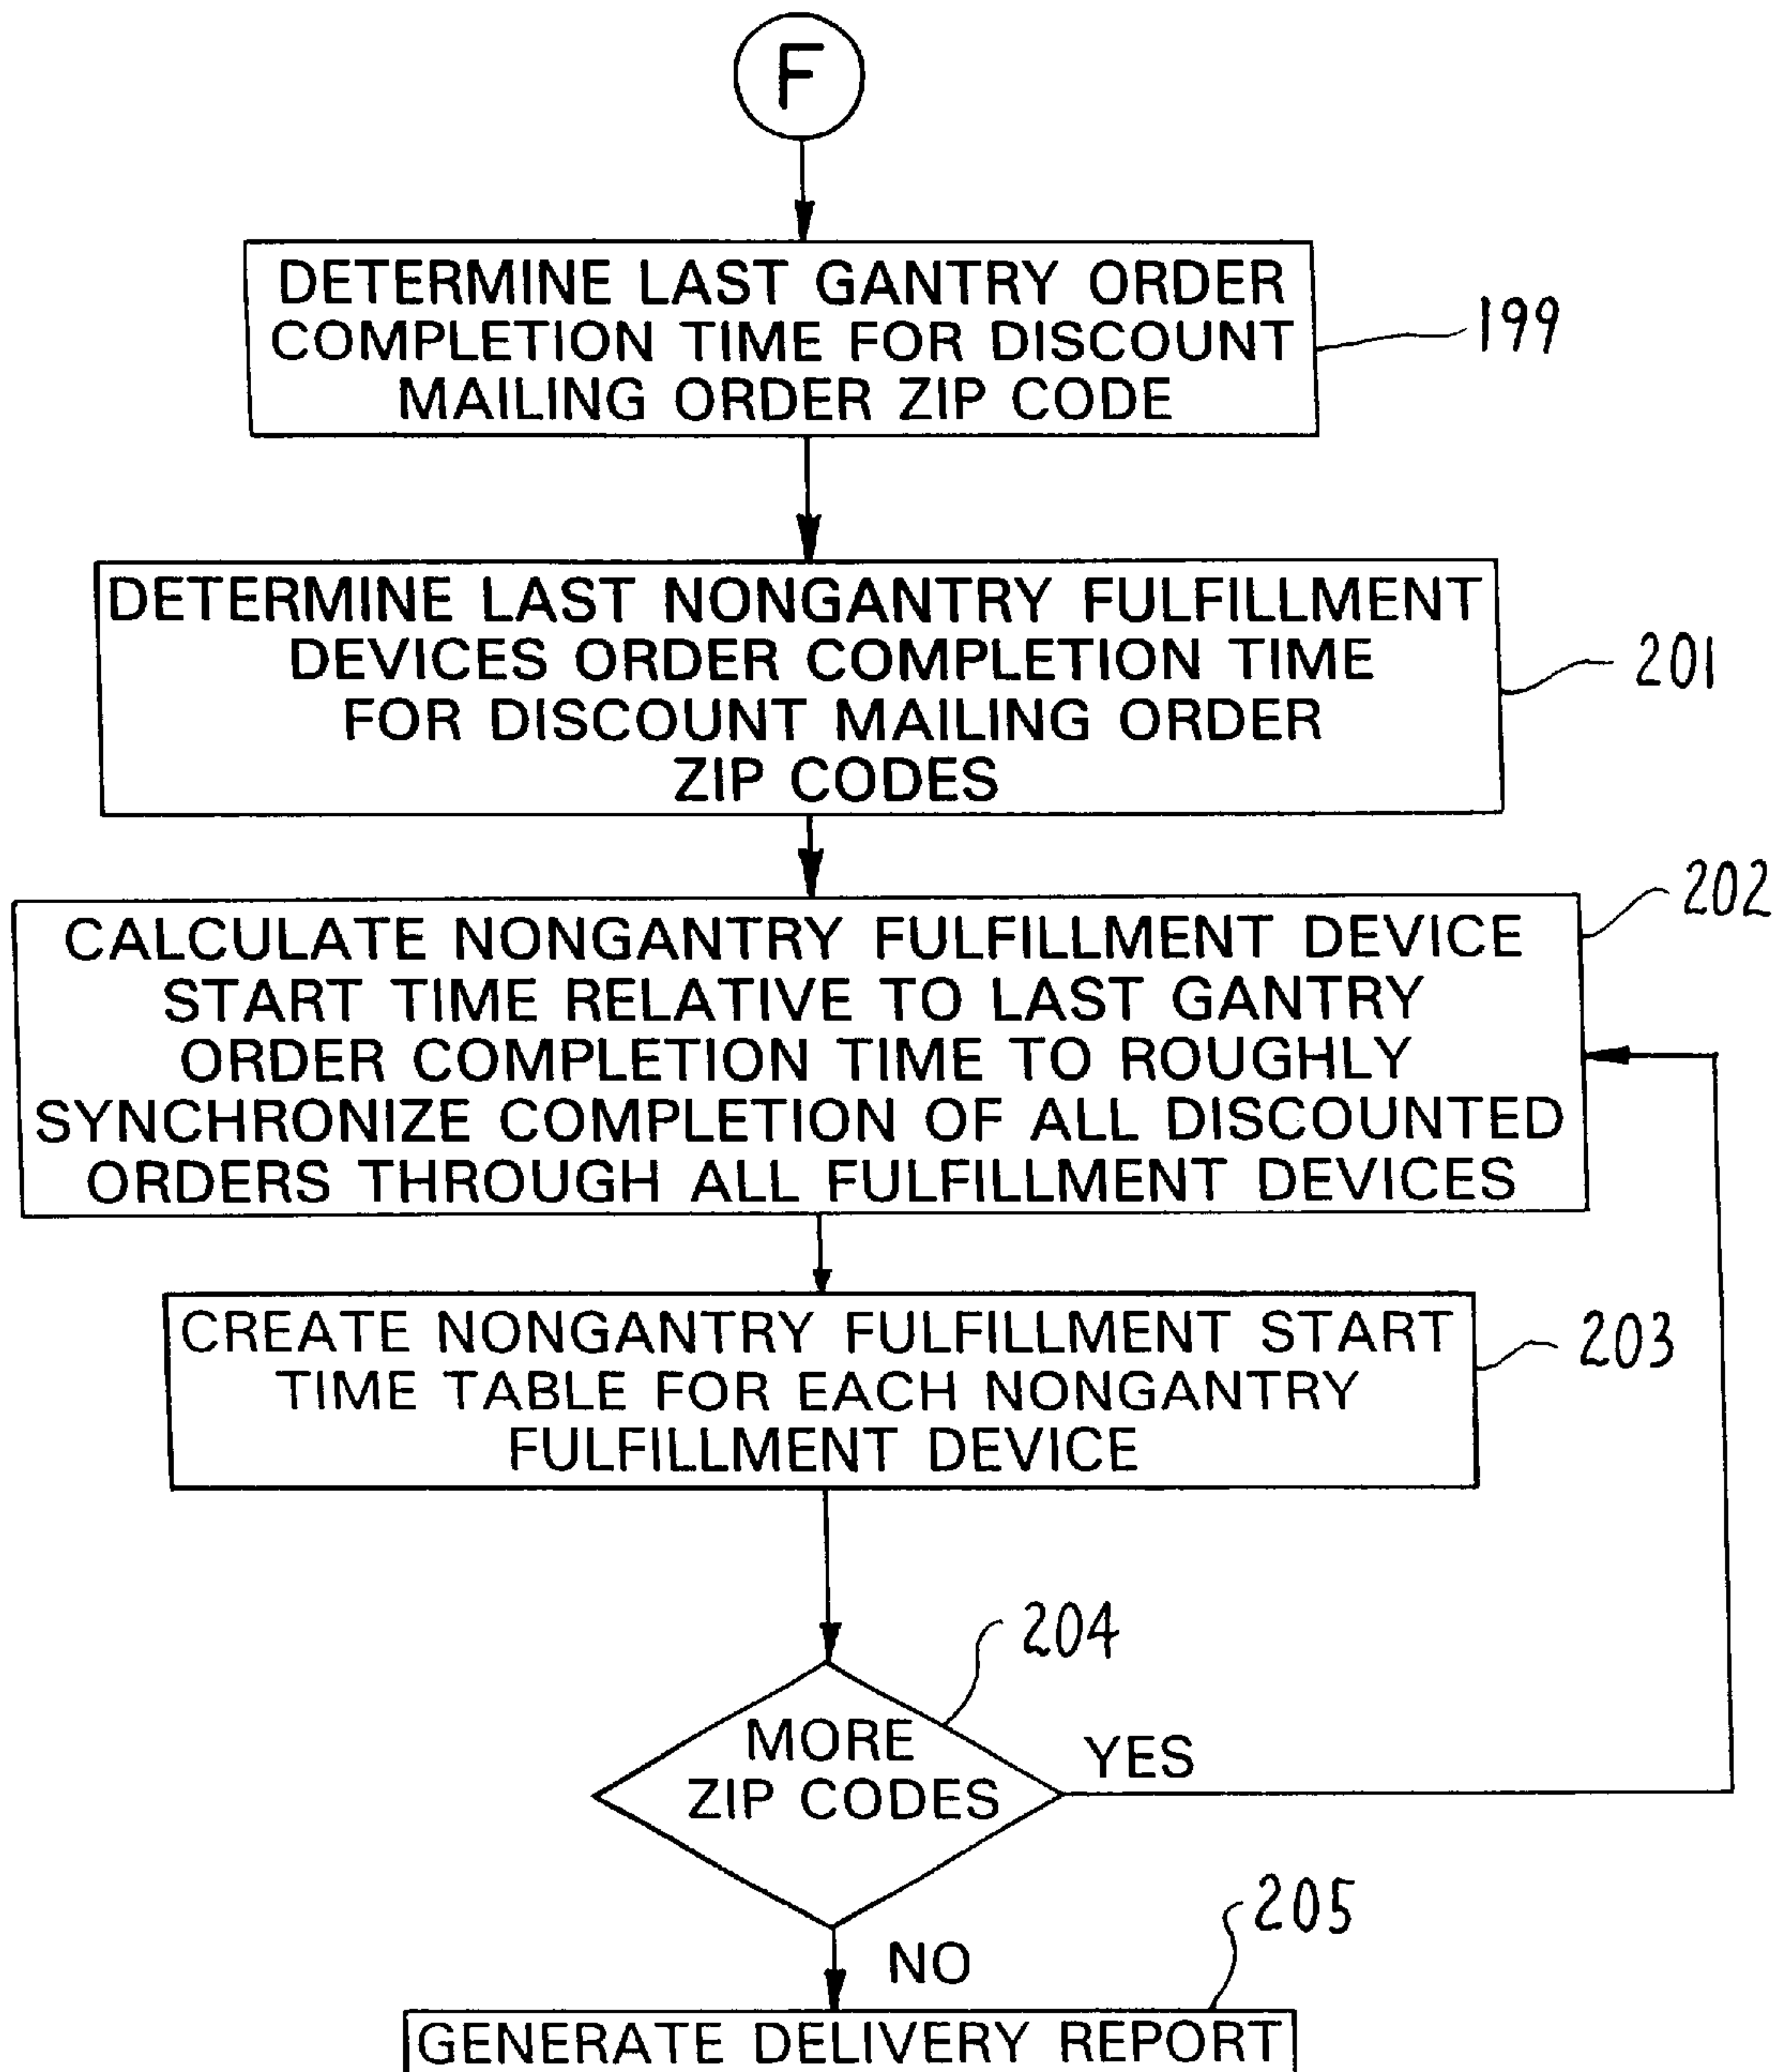 F
DETERMINE LAST GANTRY ORDER
COMPLETION TIME FOR DISCOUNT
MAILING ORDER ZIP CODE
199
DETERMINE LAST NONGANTRY FULFILLMENT
DEVICES ORDER COMPLETION TIME
FOR DISCOUNT MAILING ORDER
ZIP CODES
201
202
CALCULATE NONGANTRY FULFILLMENT DEVICE
START TIME RELATIVE TO LAST GANTRY
ORDER COMPLETION TIME TO ROUGHLY
SYNCHRONIZE COMPLETION OF ALL DISCOUNTED
ORDERS THROUGH ALL FULFILLMENT DEVICES
CREATE NONGANTRY FULFILLMENT START
TIME TABLE FOR EACH NONGANTRY
FULFILLMENT DEVICE
203
204
MORE
ZIP CODES
YES
205
NO
GENERATE DELIVERY REPORT